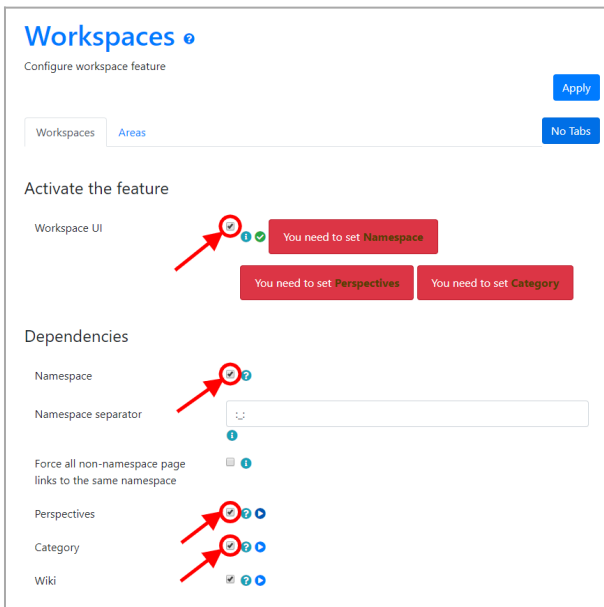 Workspaces
Configure workspace feature
Apply
Workspaces Areas No Tabs
Activate the feature
Workspace UI You need to set Namespace
You need to set Perspectives You need to set Category
Dependencies
Namespace
Namespace separator :_:
Force all non-namespace page
links to the same namespace
Perspectives
Category
Wiki